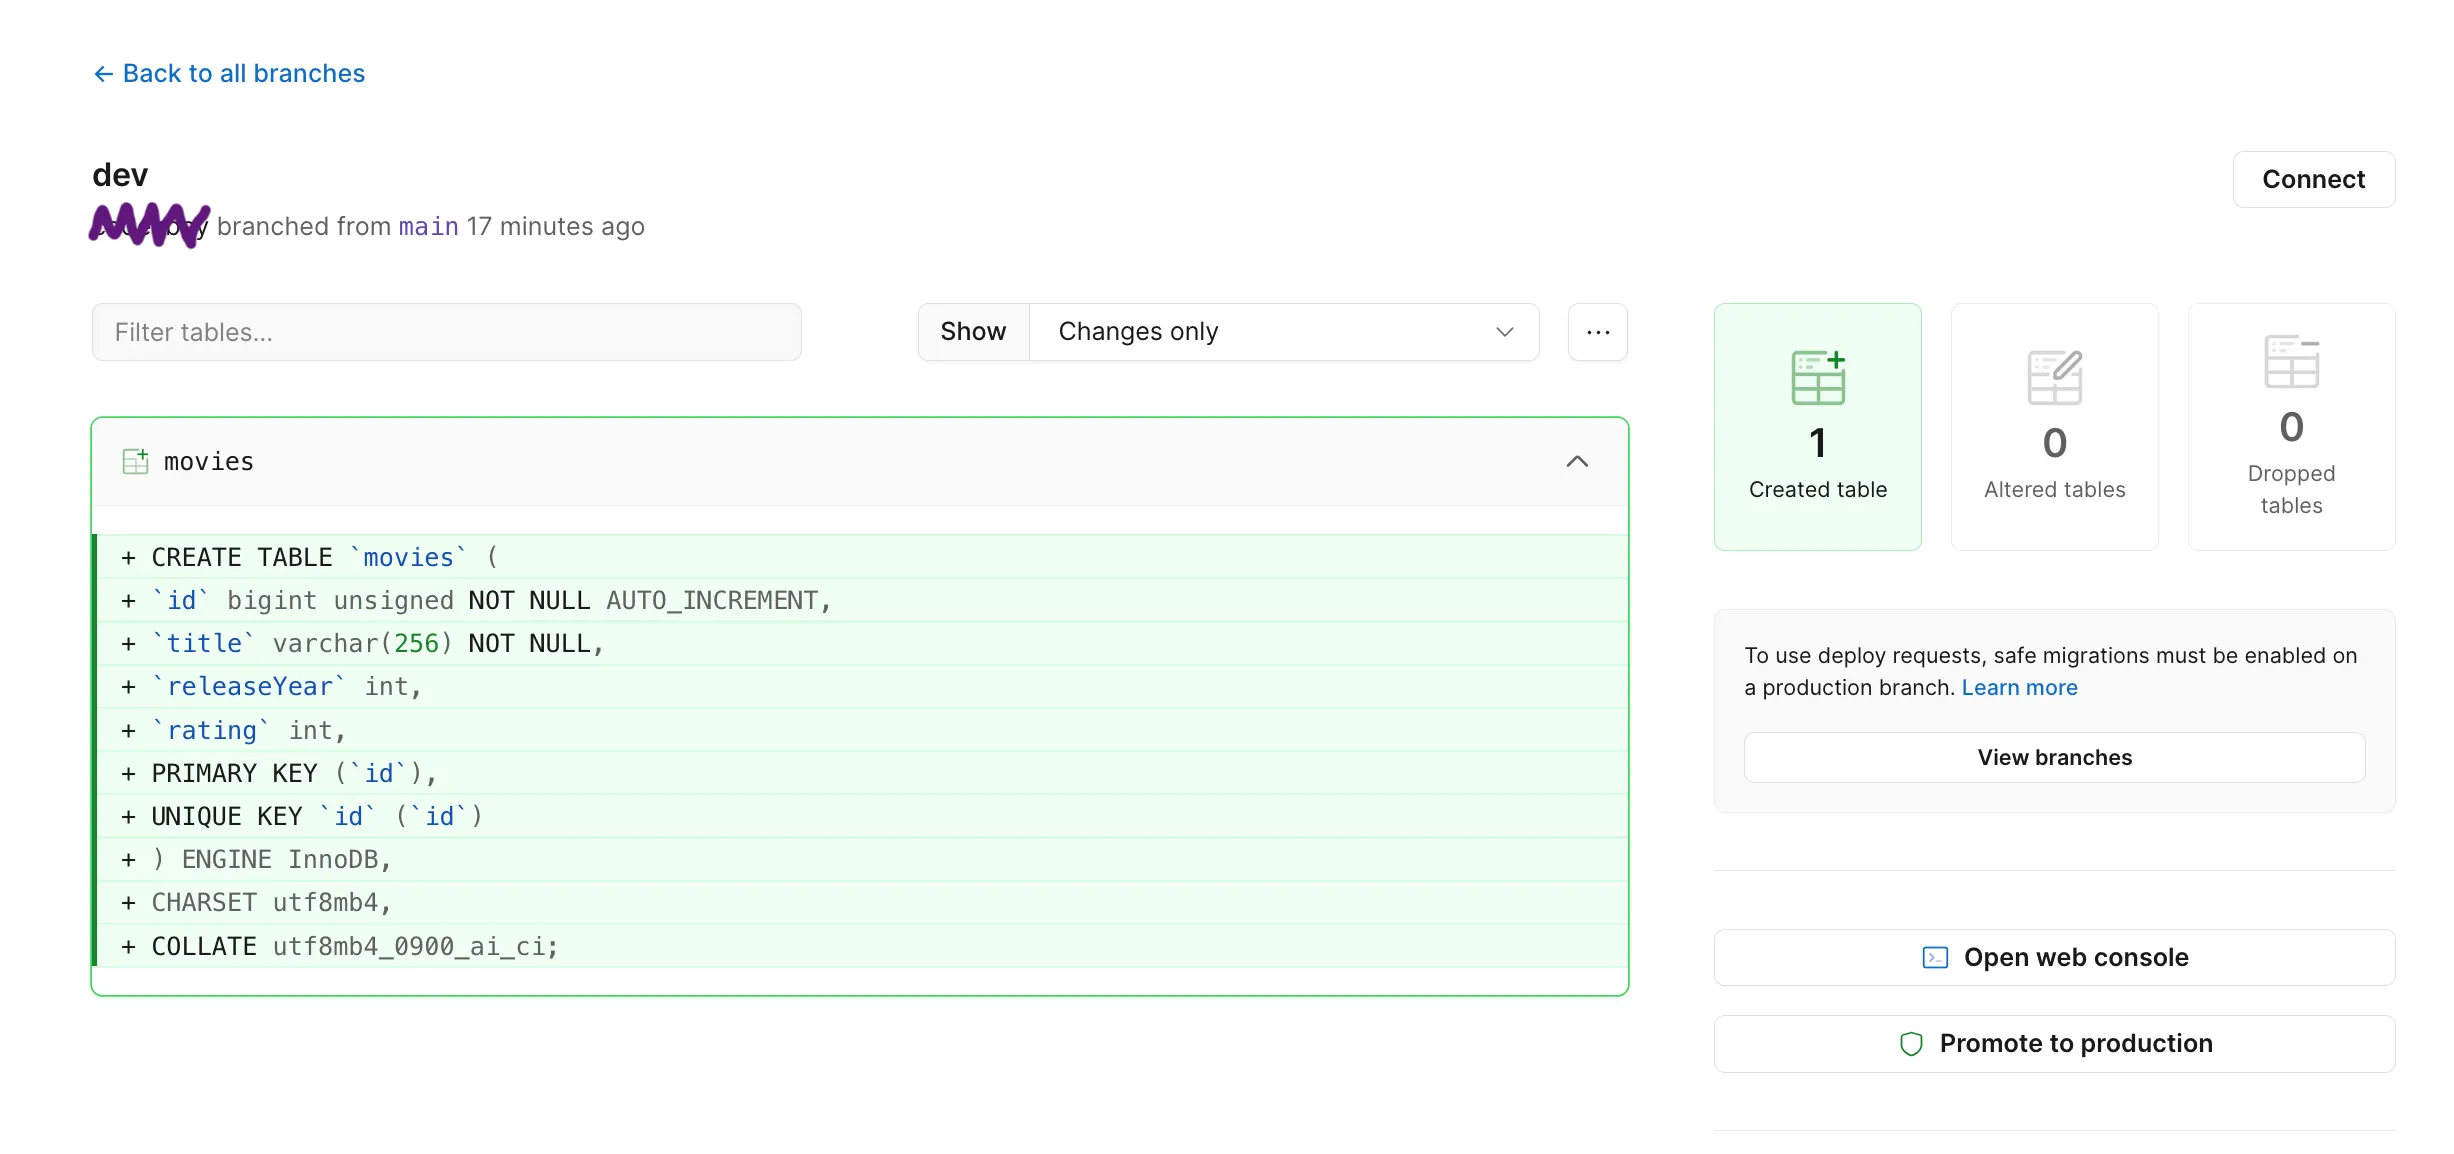 ← Back to all branches
dev
branched from main 17 minutes ago
Connect
Filter tables...
Show
Changes only
...
movies
+ CREATE TABLE `movies` (
+ `id` bigint unsigned NOT NULL AUTO_INCREMENT,
+ `title` varchar(256) NOT NULL,
+ `releaseYear` int,
+ `rating` int,
+ PRIMARY KEY (`id`),
+ UNIQUE KEY `id` (`id`)
+ ) ENGINE InnoDB,
+ CHARSET utf8mb4,
+ COLLATE utf8mb4_0900_ai_ci;
1
Created table
0
Altered tables
0
Dropped
tables
To use deploy requests, safe migrations must be enabled on
a production branch. Learn more
View branches
Open web console
Promote to production